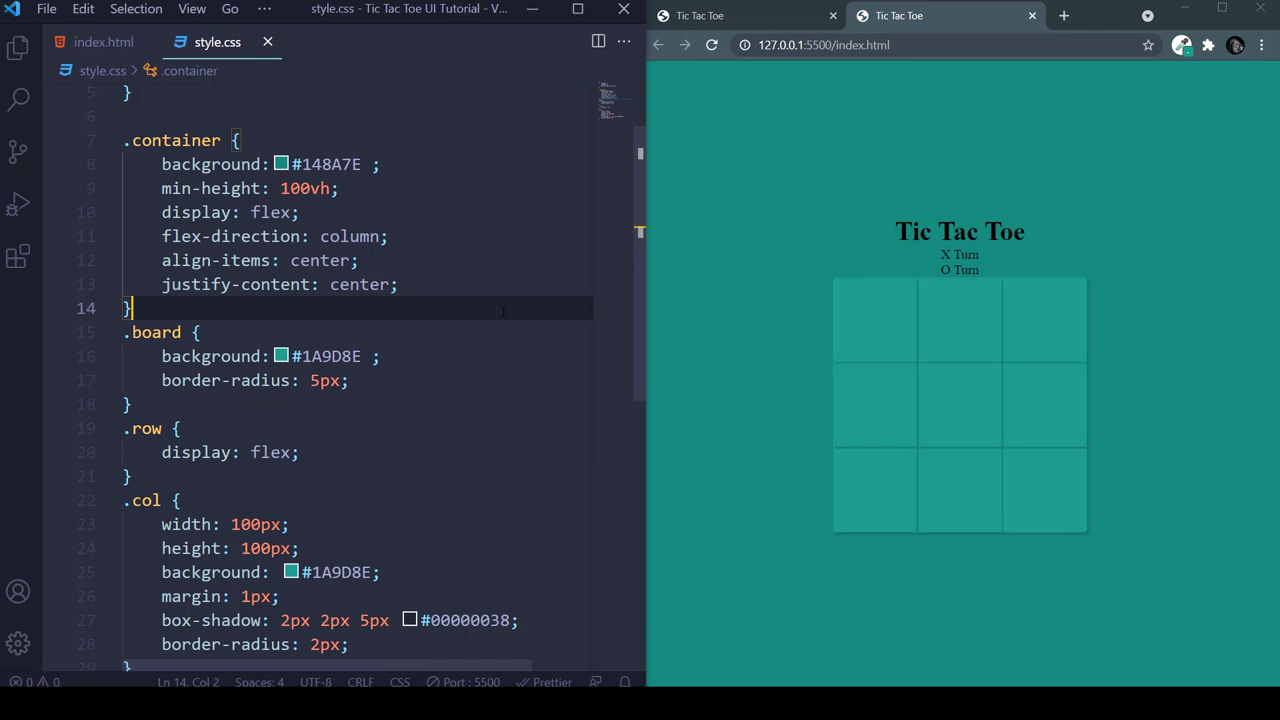 File Edit Selection View Go ··· style.css - Tic Tac Toe UI Tutorial - V...
index.html style.css
style.css > .container
5 }
6
7 .container {
8 background: #148A7E ;
9 min-height: 100vh;
10 display: flex;
11 flex-direction: column;
12 align-items: center;
13 justify-content: center;
14 }
15 .board {
16 background: #1A9D8E ;
17 border-radius: 5px;
18 }
19 .row {
20 display: flex;
21 }
22 .col {
23 width: 100px;
24 height: 100px;
25 background: #1A9D8E;
26 margin: 1px;
27 box-shadow: 2px 2px 5px #00000038;
28 border-radius: 2px;
29 }
0 0 Ln 14, Col 2 Spaces: 4 UTF-8 CRLF CSS Port : 5500 Prettier
Tic Tac Toe Tic Tac Toe
127.0.0.1:5500/index.html
Tic Tac Toe
X Turn
O Turn